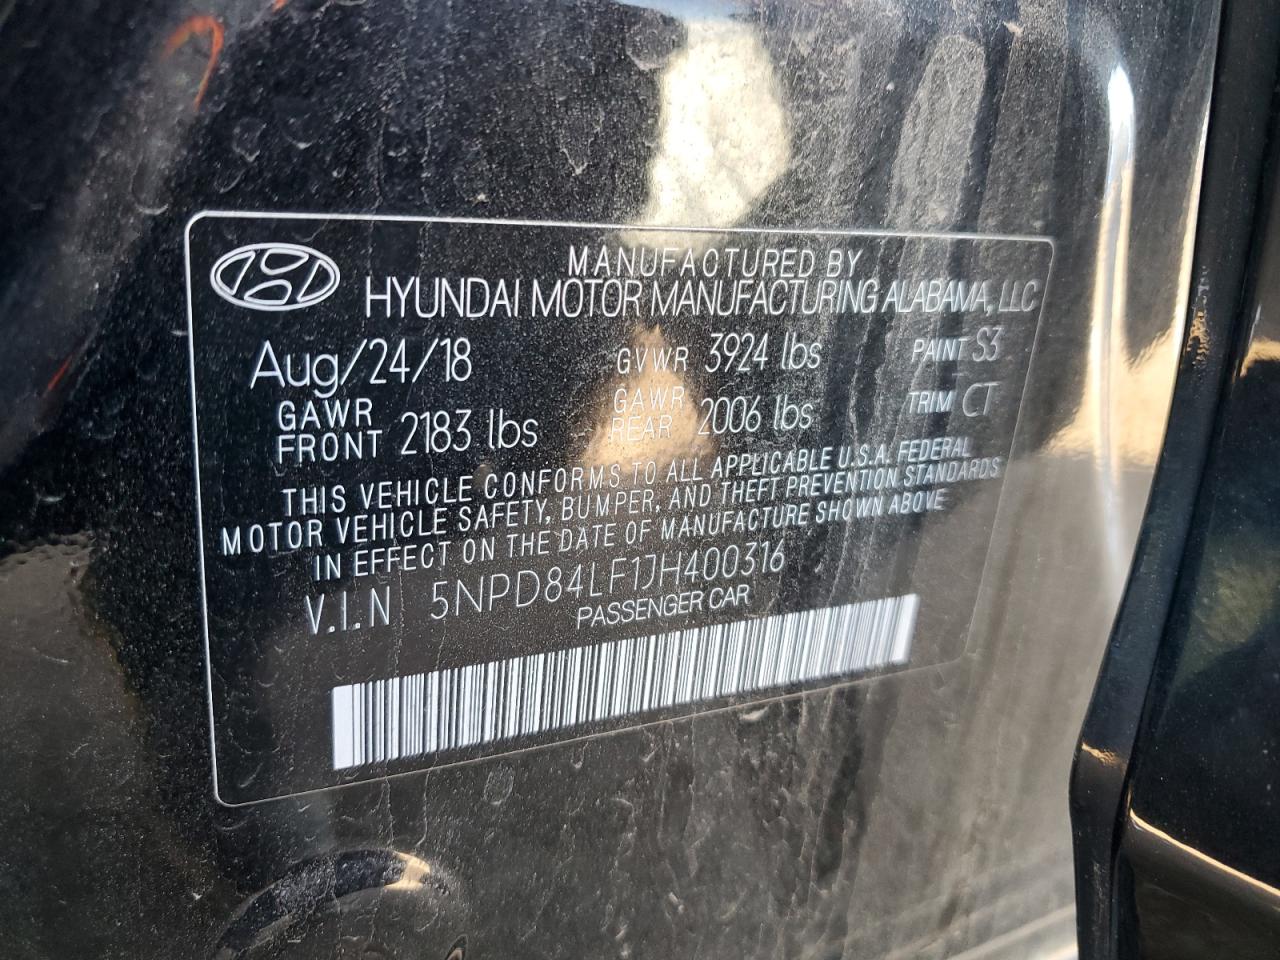 MANUFACTURED BY
HYUNDAI MOTOR MANUFACTURING ALABAMA, LLC
Aug/24/18 GVWR 3924 lbs PAINT S3
GAWR FRONT 2183 lbs GAWR REAR 2006 lbs TRIM CT
THIS VEHICLE CONFORMS TO ALL APPLICABLE U.S.A. FEDERAL
MOTOR VEHICLE SAFETY, BUMPER, AND THEFT PREVENTION STANDARDS
IN EFFECT ON THE DATE OF MANUFACTURE SHOWN ABOVE
V.I.N 5NPD84LF1JH400316
PASSENGER CAR